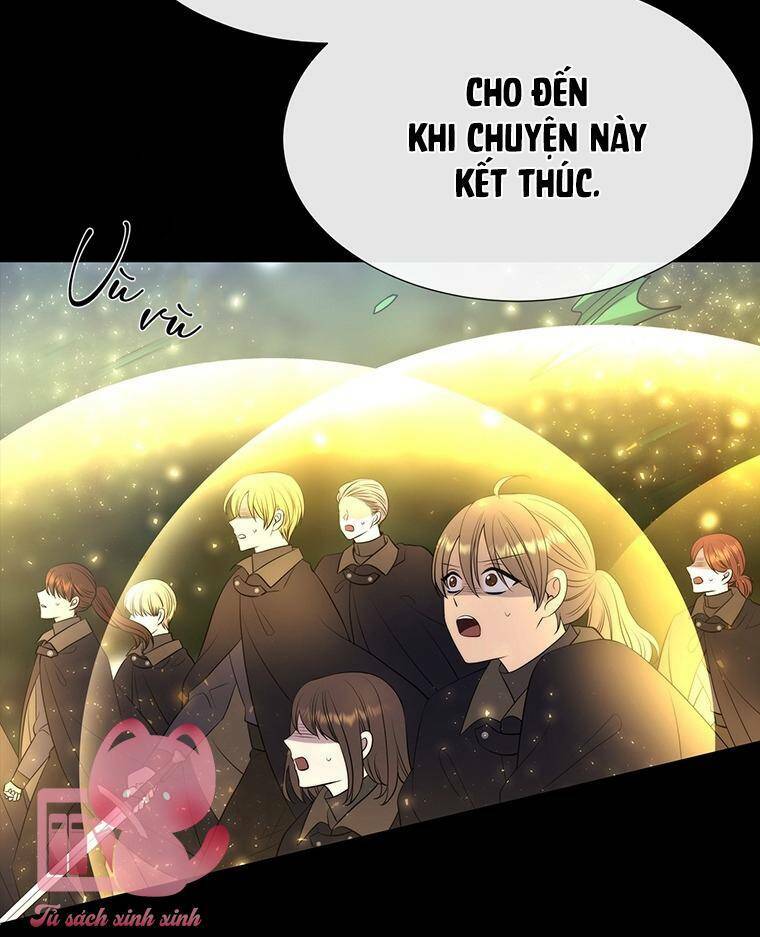 CHO ĐẾN
KHI CHUYỆN NÀY
KẾT THÚC.
Vù
vù
Tủ sách xinh xinh